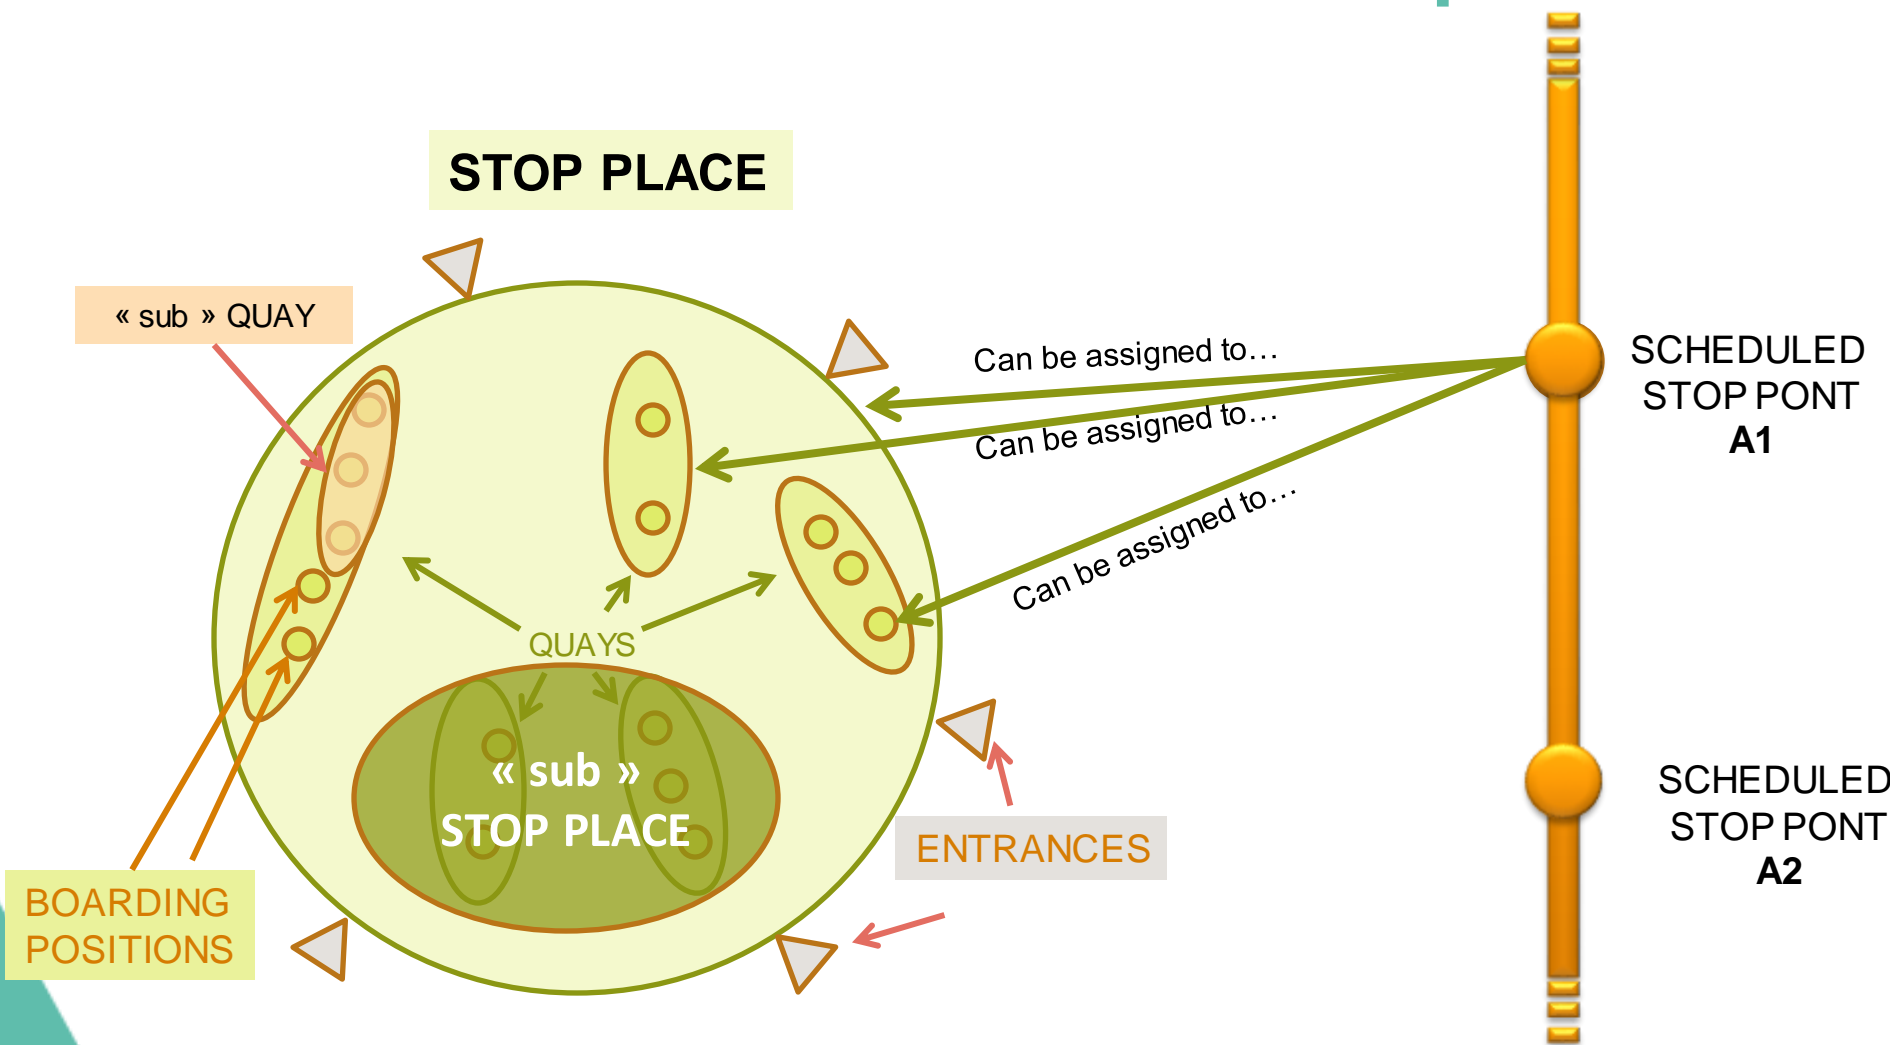 STOP PLACE
« sub » QUAY
Can be assigned to...
Can be assigned to...
Can be assigned to...
SCHEDULED
STOP PONT
A1
QUAYS
« sub »
STOP PLACE
ENTRANCES
SCHEDULED
STOP PONT
A2
BOARDING
POSITIONS